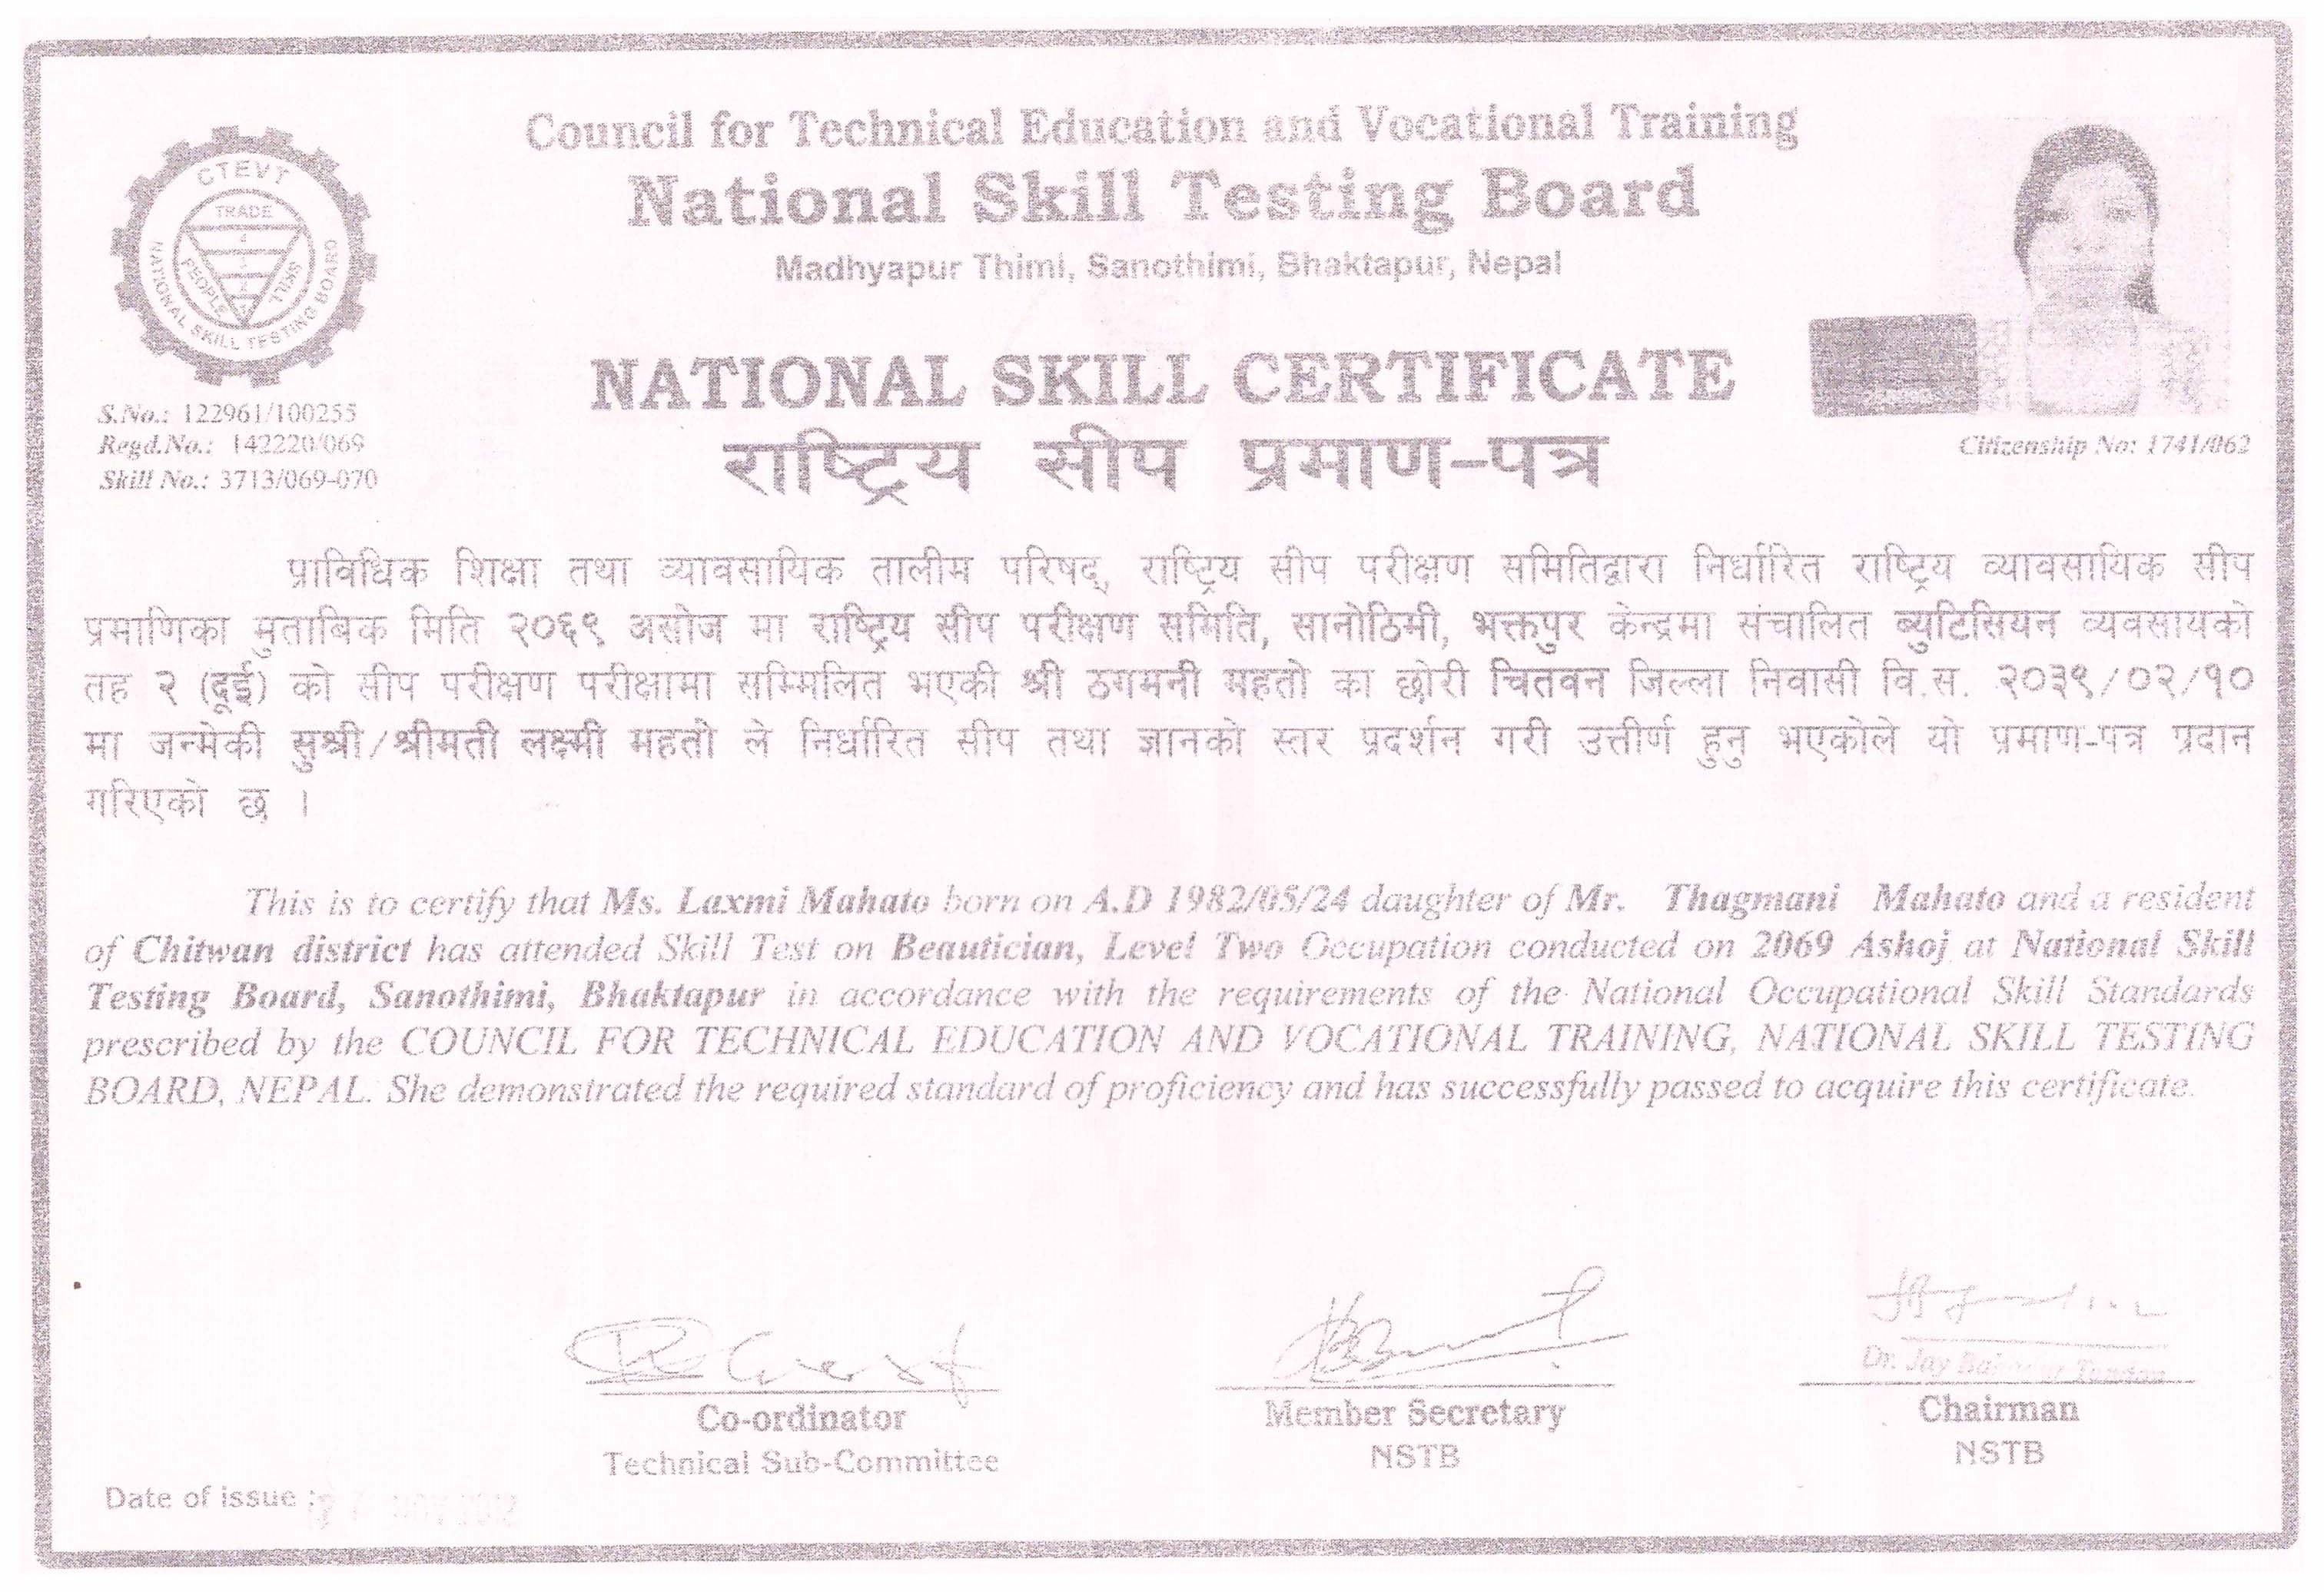 Council for Technical Education and Vocational Training
National Skill Testing Board
Madhyapur Thimi, Sanothimi, Bhaktapur, Nepal
CTEVT
NATIONAL SKILL TESTING BOARD
TRADE
PEOPLE
TUMS
4
3
2
1
NATIONAL SKILL CERTIFICATE
राष्ट्रिय सीप प्रमाण-पत्र
S.No.: 122961/100255
Regd.No.: 142220/069
Skill No.: 3713/069-070
Citizenship No: 1741/062
प्राविधिक शिक्षा तथा व्यावसायिक तालीम परिषद्, राष्ट्रिय सीप परीक्षण समितिद्वारा निर्धारित राष्ट्रिय व्यावसायिक सीप
प्रमाणिका मुताबिक मिति २०६९ असोज मा राष्ट्रिय सीप परीक्षण समिति, सानोठिमी, भक्तपुर केन्द्रमा संचालित ब्युटिसियन व्यवसायको
तह २ (दूई) को सीप परीक्षण परीक्षामा सम्मिलित भएकी श्री ठगमनी महतो का छोरी चितवन जिल्ला निवासी वि.स. २०३९/०२/१०
मा जन्मेकी सुश्री/श्रीमती लक्ष्मी महतो ले निर्धारित सीप तथा ज्ञानको स्तर प्रदर्शन गरी उत्तीर्ण हुनु भएकोले यो प्रमाण-पत्र प्रदान
गरिएको छ ।
This is to certify that Ms. Laxmi Mahato born on A.D 1982/05/24 daughter of Mr. Thagmani Mahato and a resident
of Chitwan district has attended Skill Test on Beautician, Level Two Occupation conducted on 2069 Ashoj at National Skill
Testing Board, Sanothimi, Bhaktapur in accordance with the requirements of the National Occupational Skill Standards
prescribed by the COUNCIL FOR TECHNICAL EDUCATION AND VOCATIONAL TRAINING, NATIONAL SKILL TESTING
BOARD, NEPAL. She demonstrated the required standard of proficiency and has successfully passed to acquire this certificate.
Dr. Jay
Co-ordinator
Technical Sub-Committee
Member Secretary
NSTB
Chairman
NSTB
Date of issue : NOV 2012